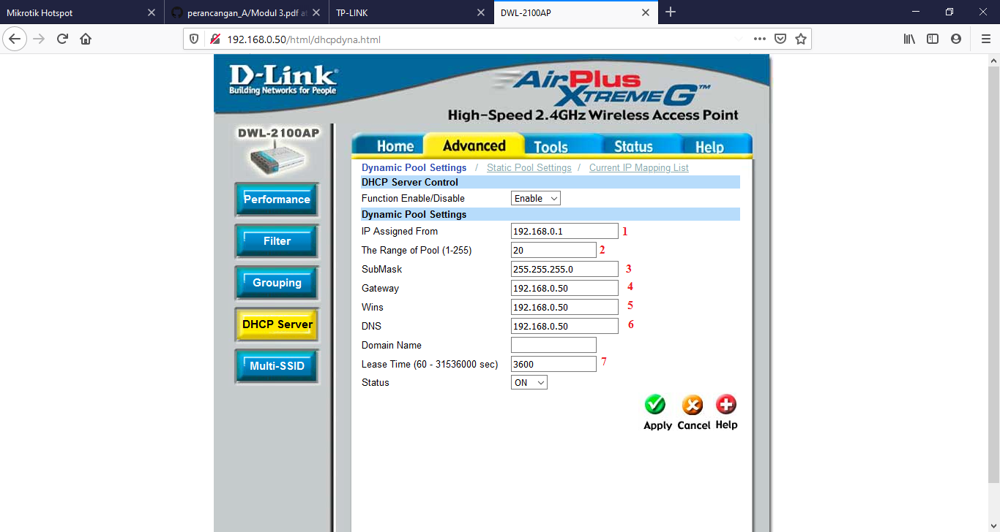 Mikrotik Hotspot
perancangan_A/Modul 3.pdf at
TP-LINK
DWL-2100AP
192.168.0.50/html/dhcpdyna.html
D-Link
Building Networks for People
AirPlus
XTREME G™
High-Speed 2.4GHz Wireless Access Point
DWL-2100AP
Home Advanced Tools Status Help
Performance
Filter
Grouping
DHCP Server
Multi-SSID
Dynamic Pool Settings / Static Pool Settings / Current IP Mapping List
DHCP Server Control
Function Enable/Disable Enable
Dynamic Pool Settings
IP Assigned From 192.168.0.1 1
The Range of Pool (1-255) 20 2
SubMask 255.255.255.0 3
Gateway 192.168.0.50 4
Wins 192.168.0.50 5
DNS 192.168.0.50 6
Domain Name
Lease Time (60 - 31536000 sec) 3600 7
Status ON
Apply Cancel Help